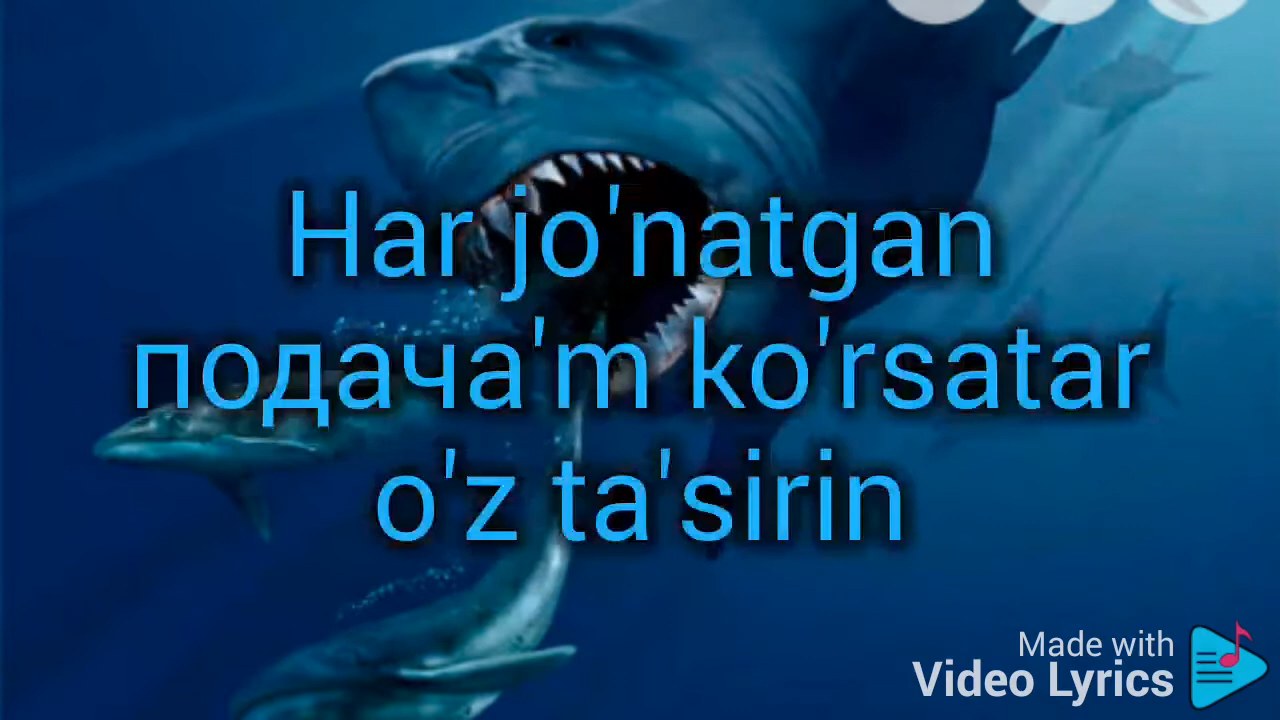 Har jo'natgan
подача'm ko'rsatar
o'z ta'sirin
Made with
Video Lyrics